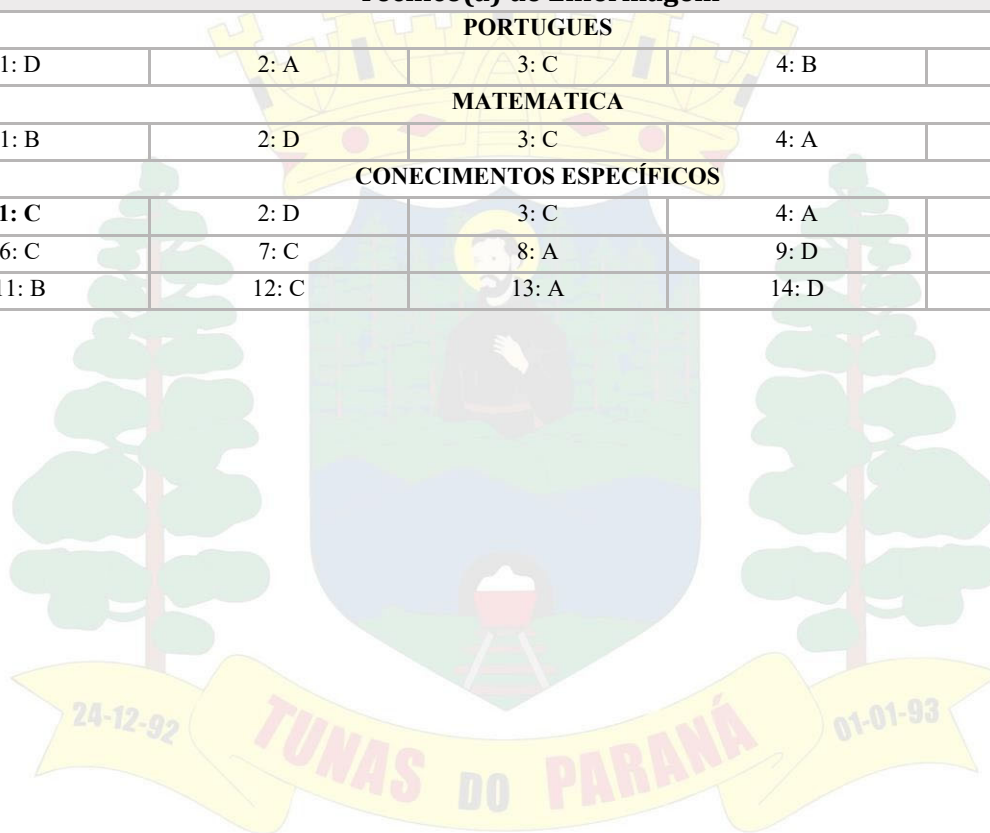 PORTUGUES
1: D 2: A 3: C 4: B
MATEMATICA
1: B 2: D 3: C 4: A
CONECIMENTOS ESPECÍFICOS
1: C 2: D 3: C 4: A
6: C 7: C 8: A 9: D
11: B 12: C 13: A 14: D
24-12-92 TUNAS DO PARANÁ 01-01-93